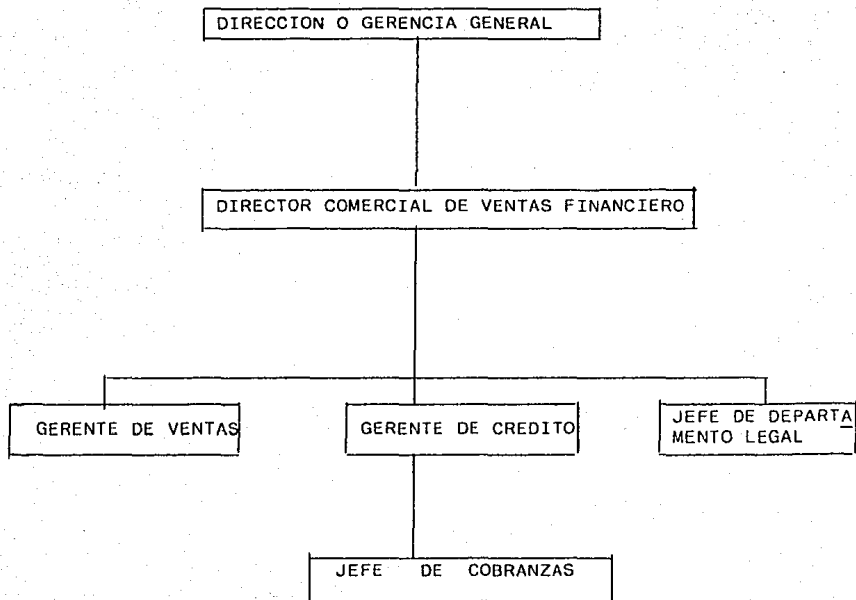 DIRECCION O GERENCIA GENERAL
DIRECTOR COMERCIAL DE VENTAS FINANCIERO
GERENTE DE VENTAS
GERENTE DE CREDITO
JEFE DE DEPARTA
MENTO LEGAL
JEFE DE COBRANZAS